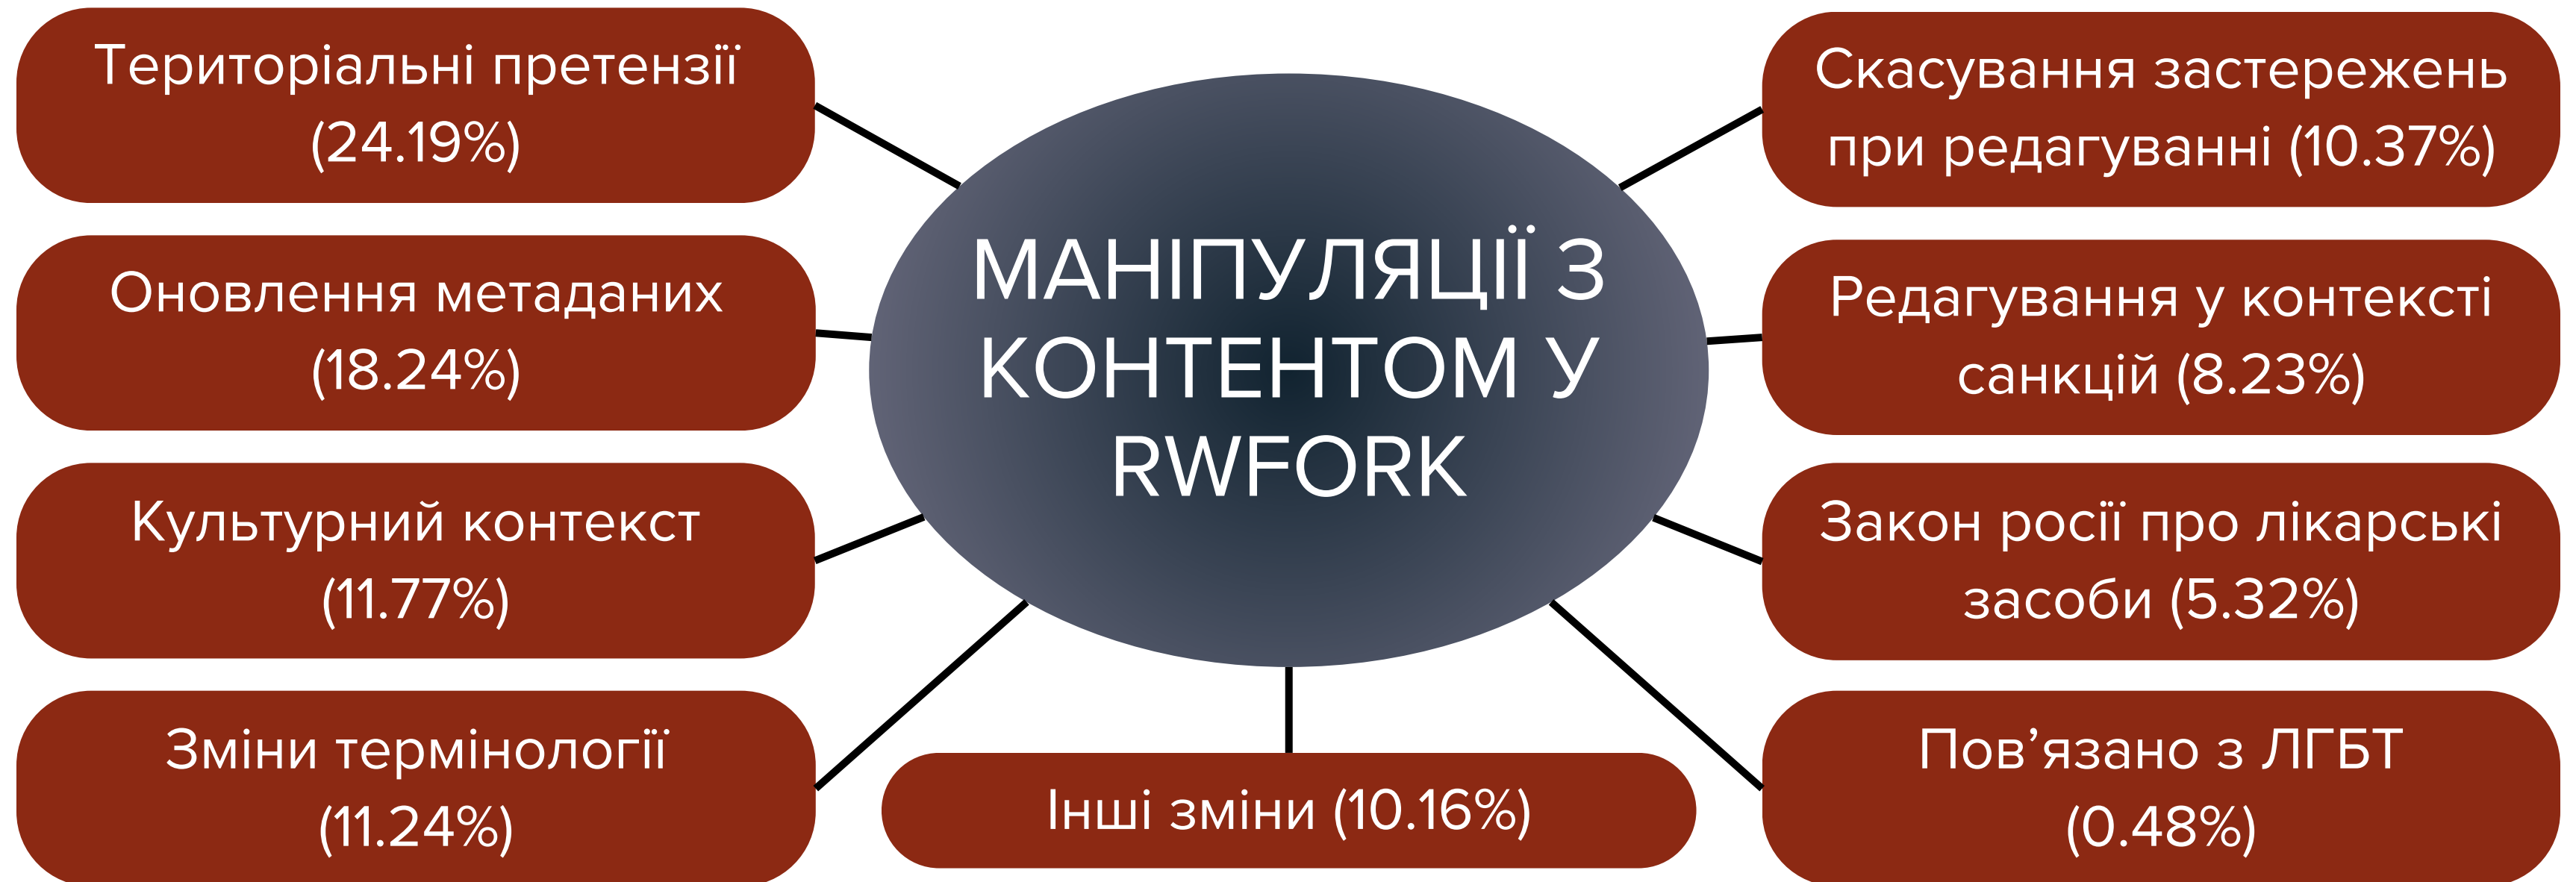 МАНІПУЛЯЦІЇ З
КОНТЕНТОМ У
RWFORK
Територіальні претензії
(24.19%)
Оновлення метаданих
(18.24%)
Культурний контекст
(11.77%)
Зміни термінології
(11.24%)
Інші зміни (10.16%)
Скасування застережень
при редагуванні (10.37%)
Редагування у контексті
санкцій (8.23%)
Закон росії про лікарські
засоби (5.32%)
Пов’язано з ЛГБТ
(0.48%)